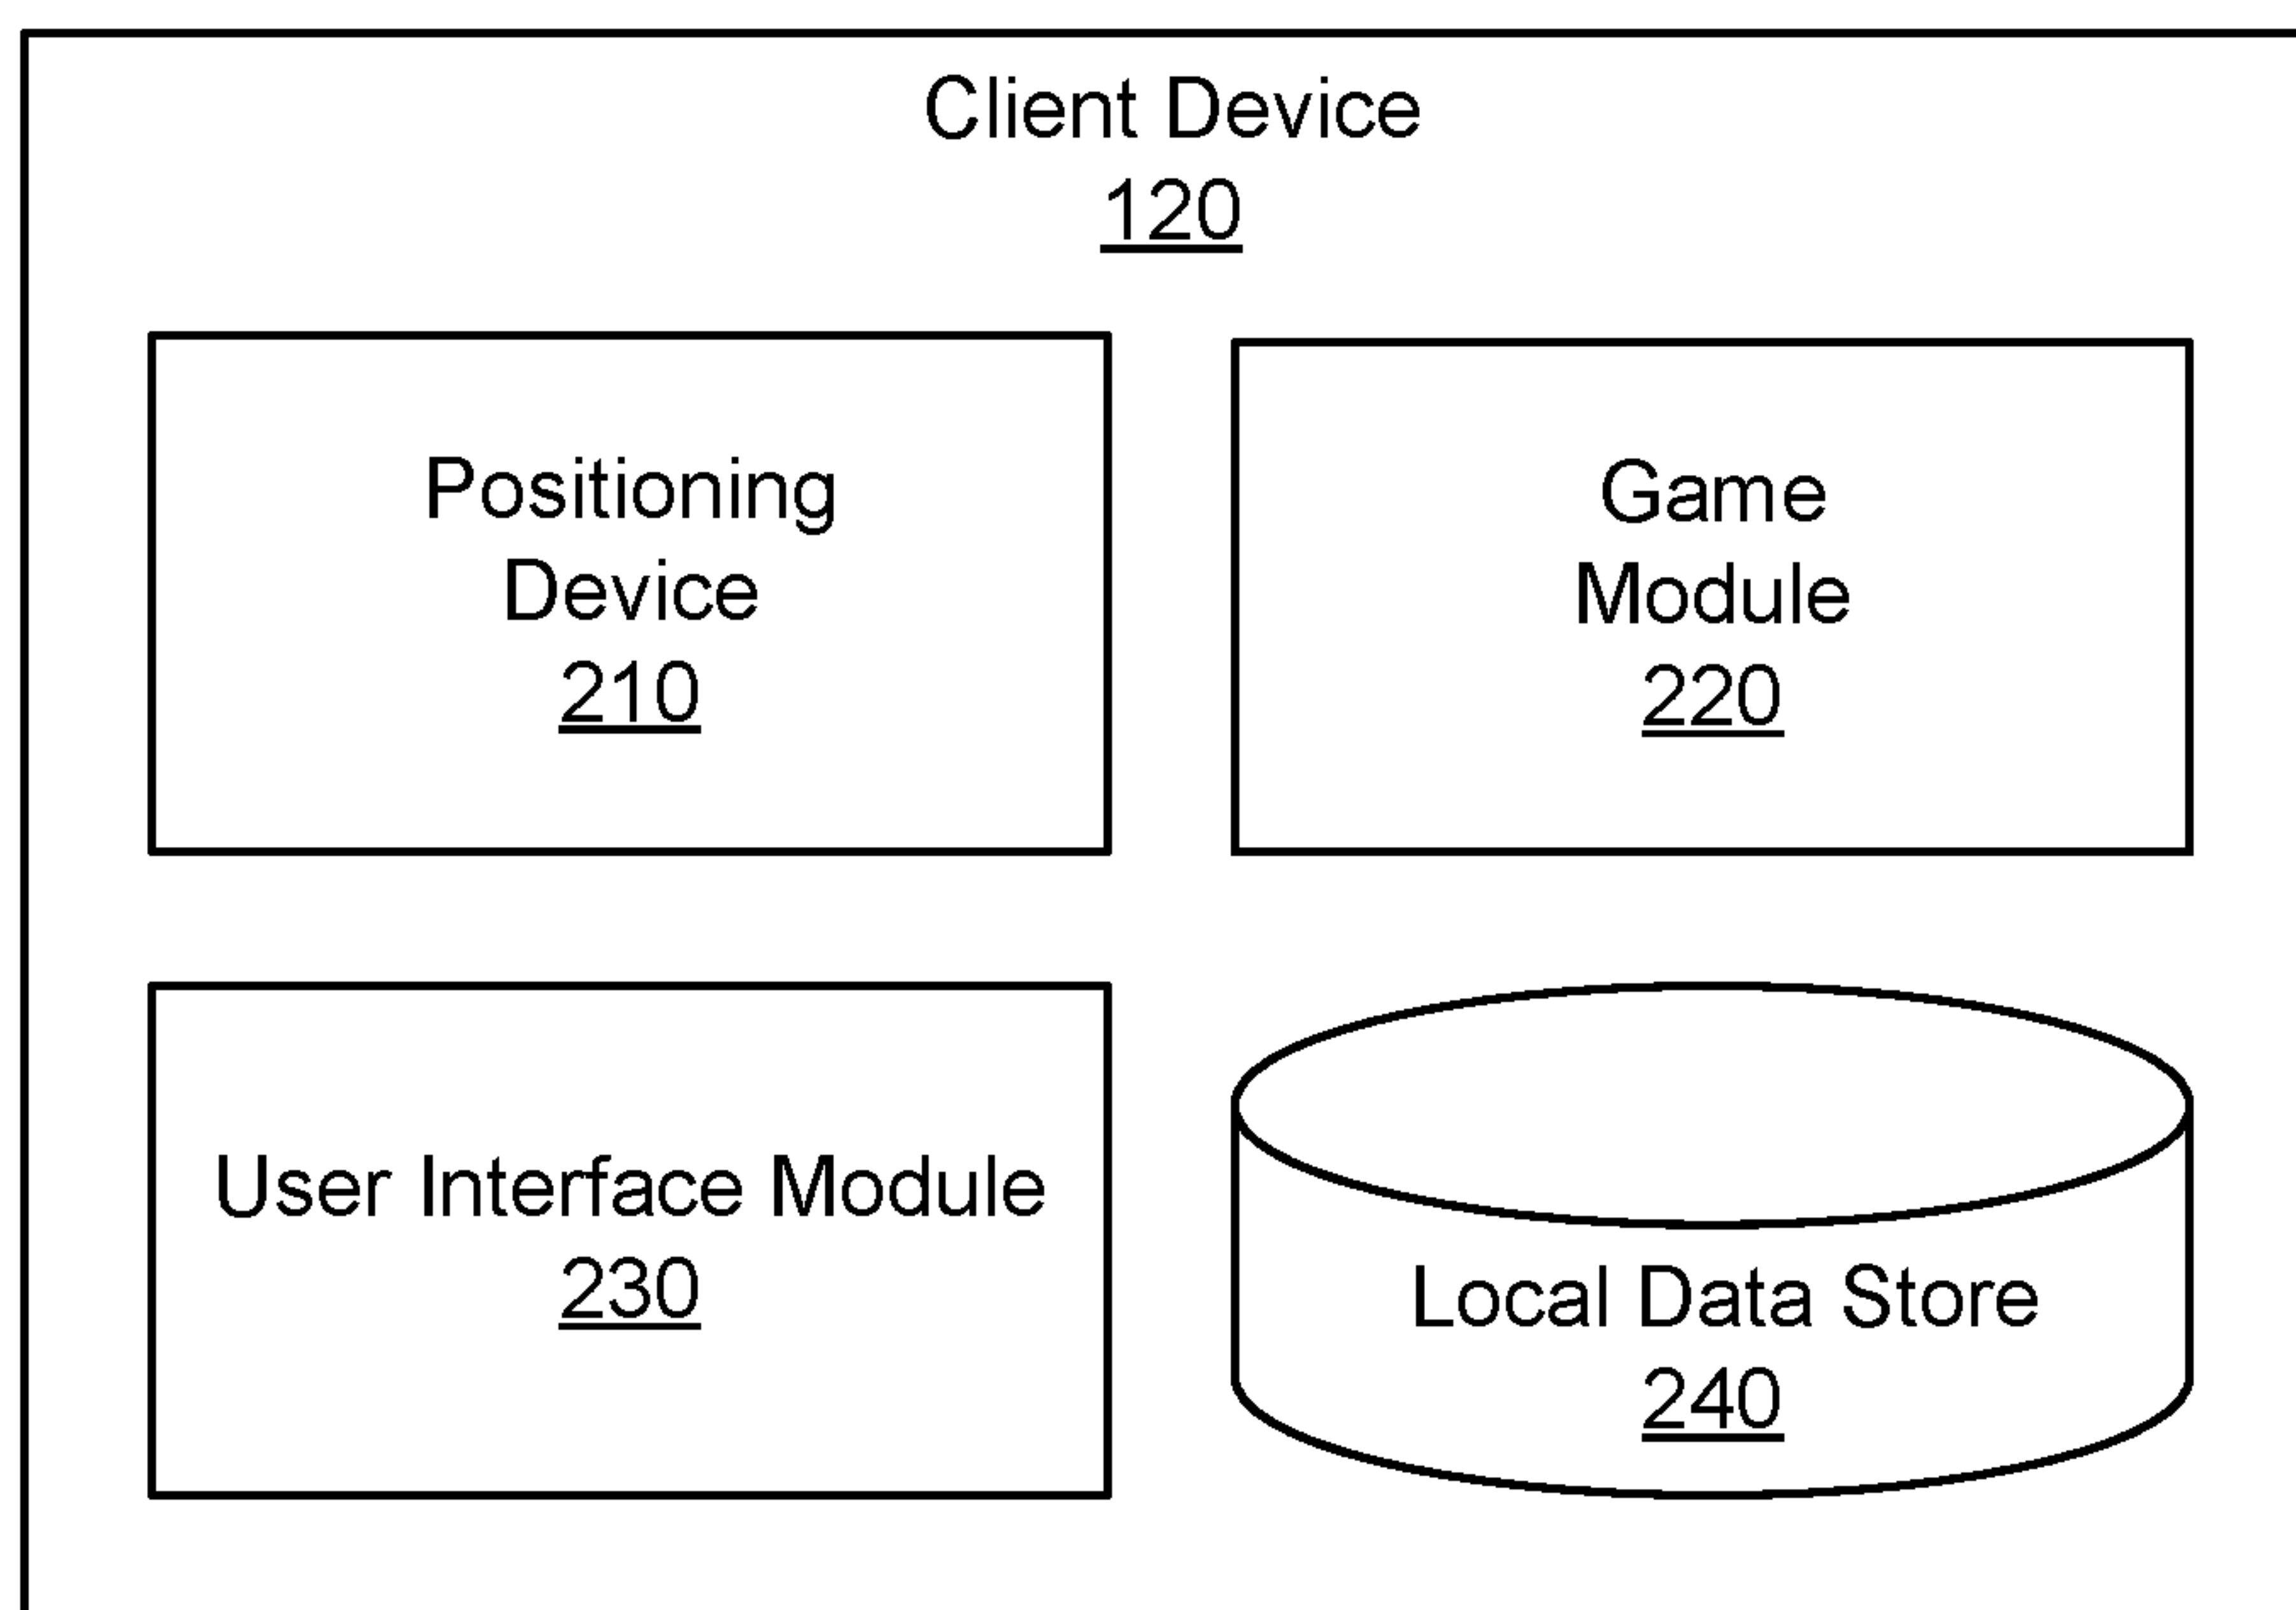 Client Device
120
Positioning
Device
210
Game
Module
220
User Interface Module
230
Local Data Store
240